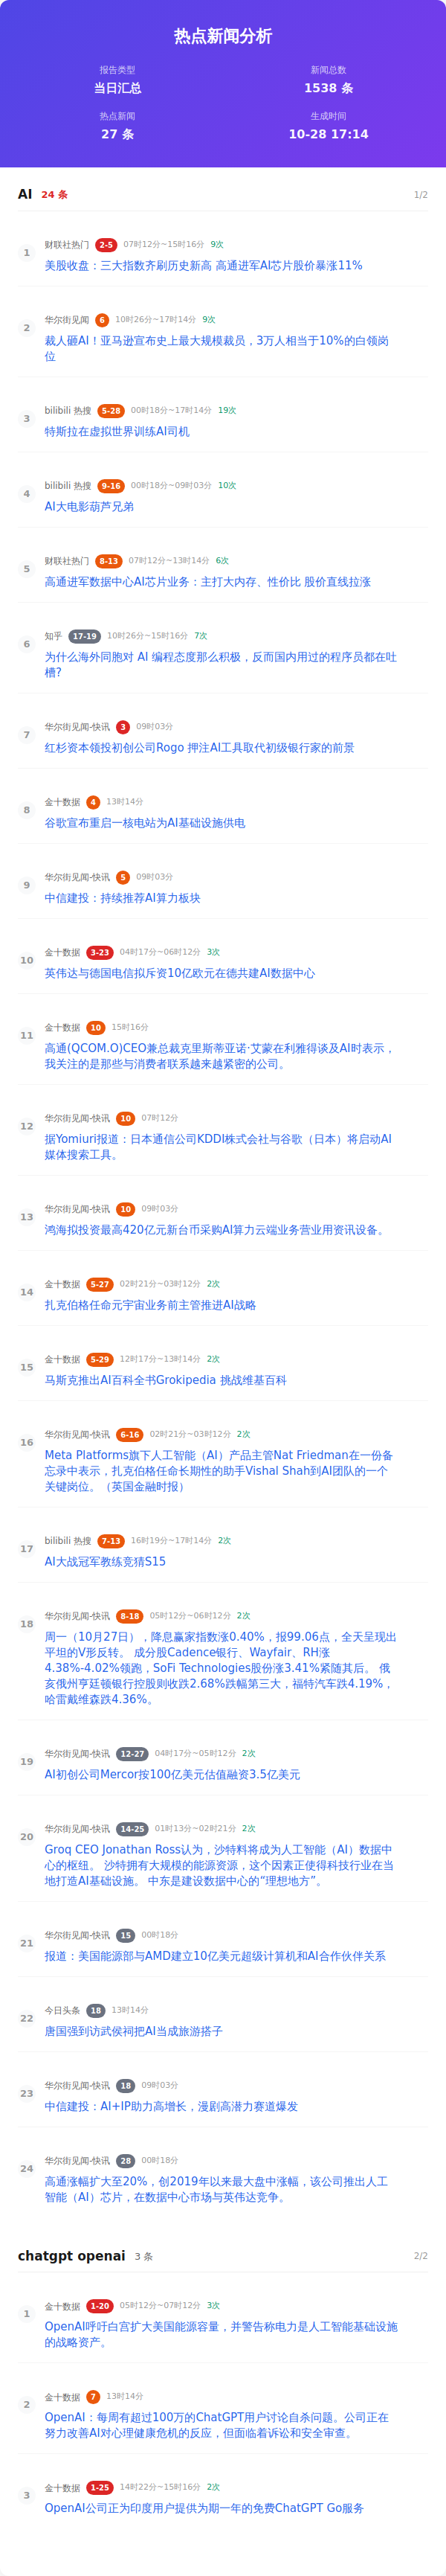 热点新闻分析
报告类型
新闻总数
当日汇总
1538 条
热点新闻
生成时间
27 条
10-28 17:14
AI 24 条 1/2
1
财联社热门 2-5 07时12分~15时16分 9次
美股收盘：三大指数齐刷历史新高 高通进军AI芯片股价暴涨11%
2
华尔街见闻 6 10时26分~17时14分 9次
裁人砸AI！亚马逊宣布史上最大规模裁员，3万人相当于10%的白领岗
位
3
bilibili 热搜 5-28 00时18分~17时14分 19次
特斯拉在虚拟世界训练AI司机
4
bilibili 热搜 9-16 00时18分~09时03分 10次
AI大电影葫芦兄弟
5
财联社热门 8-13 07时12分~13时14分 6次
高通进军数据中心AI芯片业务：主打大内存、性价比 股价直线拉涨
6
知乎 17-19 10时26分~15时16分 7次
为什么海外同胞对 AI 编程态度那么积极，反而国内用过的程序员都在吐
槽?
7
华尔街见闻-快讯 3 09时03分
红杉资本领投初创公司Rogo 押注AI工具取代初级银行家的前景
8
金十数据 4 13时14分
谷歌宣布重启一核电站为AI基础设施供电
9
华尔街见闻-快讯 5 09时03分
中信建投：持续推荐AI算力板块
10
金十数据 3-23 04时17分~06时12分 3次
英伟达与德国电信拟斥资10亿欧元在德共建AI数据中心
11
金十数据 10 15时16分
高通(QCOM.O)CEO兼总裁克里斯蒂亚诺·艾蒙在利雅得谈及AI时表示，
我关注的是那些与消费者联系越来越紧密的公司。
12
华尔街见闻-快讯 10 07时12分
据Yomiuri报道：日本通信公司KDDI株式会社与谷歌（日本）将启动AI
媒体搜索工具。
13
华尔街见闻-快讯 10 09时03分
鸿海拟投资最高420亿元新台币采购AI算力云端业务营业用资讯设备。
14
金十数据 5-27 02时21分~03时12分 2次
扎克伯格任命元宇宙业务前主管推进AI战略
15
金十数据 5-29 12时17分~13时14分 2次
马斯克推出AI百科全书Grokipedia 挑战维基百科
16
华尔街见闻-快讯 6-16 02时21分~03时12分 2次
Meta Platforms旗下人工智能（AI）产品主管Nat Friedman在一份备
忘录中表示，扎克伯格任命长期性的助手Vishal Shah到AI团队的一个
关键岗位。（英国金融时报）
17
bilibili 热搜 7-13 16时19分~17时14分 2次
AI大战冠军教练竞猜S15
18
华尔街见闻-快讯 8-18 05时12分~06时12分 2次
周一（10月27日），降息赢家指数涨0.40%，报99.06点，全天呈现出
平坦的V形反转。 成分股Cadence银行、Wayfair、RH涨
4.38%-4.02%领跑，SoFi Technologies股份涨3.41%紧随其后。 俄
亥俄州亨廷顿银行控股则收跌2.68%跌幅第三大，福特汽车跌4.19%，
哈雷戴维森跌4.36%。
19
华尔街见闻-快讯 12-27 04时17分~05时12分 2次
AI初创公司Mercor按100亿美元估值融资3.5亿美元
20
华尔街见闻-快讯 14-25 01时13分~02时21分 2次
Groq CEO Jonathan Ross认为，沙特料将成为人工智能（AI）数据中
心的枢纽。 沙特拥有大规模的能源资源，这个因素正使得科技行业在当
地打造AI基础设施。 中东是建设数据中心的“理想地方”。
21
华尔街见闻-快讯 15 00时18分
报道：美国能源部与AMD建立10亿美元超级计算机和AI合作伙伴关系
22
今日头条 18 13时14分
唐国强到访武侯祠把AI当成旅游搭子
23
华尔街见闻-快讯 18 09时03分
中信建投：AI+IP助力高增长，漫剧高潜力赛道爆发
24
华尔街见闻-快讯 28 00时18分
高通涨幅扩大至20%，创2019年以来最大盘中涨幅，该公司推出人工
智能（AI）芯片，在数据中心市场与英伟达竞争。
chatgpt openai 3 条 2/2
1
金十数据 1-20 05时12分~07时12分 3次
OpenAI呼吁白宫扩大美国能源容量，并警告称电力是人工智能基础设施
的战略资产。
2
金十数据 7 13时14分
OpenAI：每周有超过100万的ChatGPT用户讨论自杀问题。公司正在
努力改善AI对心理健康危机的反应，但面临着诉讼和安全审查。
3
金十数据 1-25 14时22分~15时16分 2次
OpenAI公司正为印度用户提供为期一年的免费ChatGPT Go服务